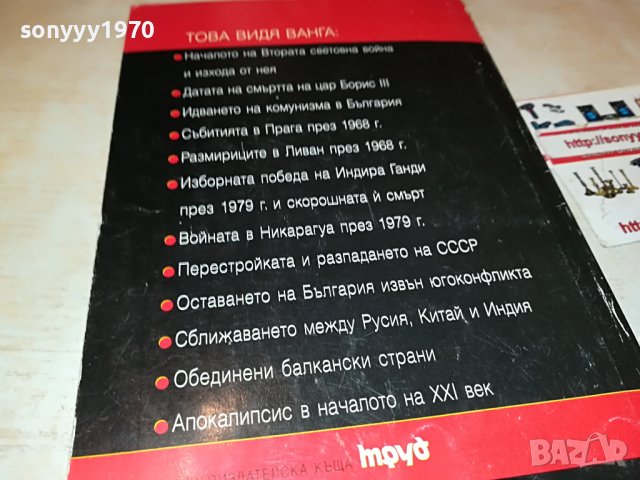 sonyyy1970
ТОВА ВИДЯ ВАНГА:
Началото на Втората световна война
и изхода от нея
Датата на смъртта на цар Борис III
Идването на комунизма в България
Събитията в Прага през 1968 г.
Размириците в Ливан през 1968 г.
Изборната победа на Индира Ганди
през 1979 г. и скорошната ѝ смърт
Войната в Никарагуа през 1979 г.
Перестройката и разпадането на СССР
Оставането на България извън югоконфликта
Сближаването между Русия, Китай и Индия
Обединени балкански страни
Апокалипсис в началото на XXI век
КЪЩА труд
http://sony
BAZAR